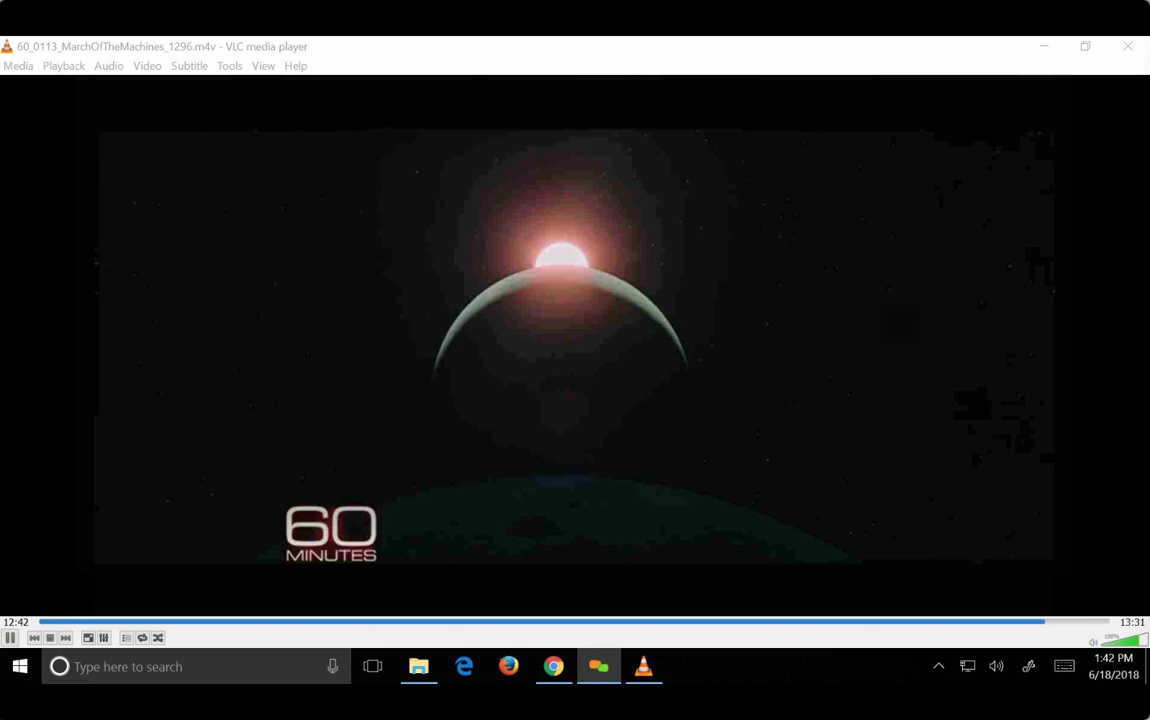 60_0113_MarchOfTheMachines_1296.m4v - VLC media player
Media Playback Audio Video Subtitle Tools View Help
60
MINUTES
12:42 13:31
100%
Type here to search
1:42 PM
6/18/2018